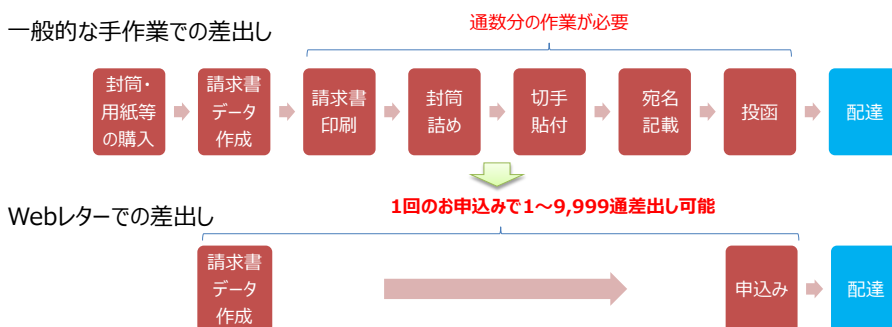 一般的な手作業での差出し
通数分の作業が必要
封筒・
用紙等
の購入
請求書
データ
作成
請求書
印刷
封筒
詰め
切手
貼付
宛名
記載
投函
配達
Webレターでの差出し
1回のお申込みで1～9,999通差出し可能
請求書
データ
作成
申込み
配達